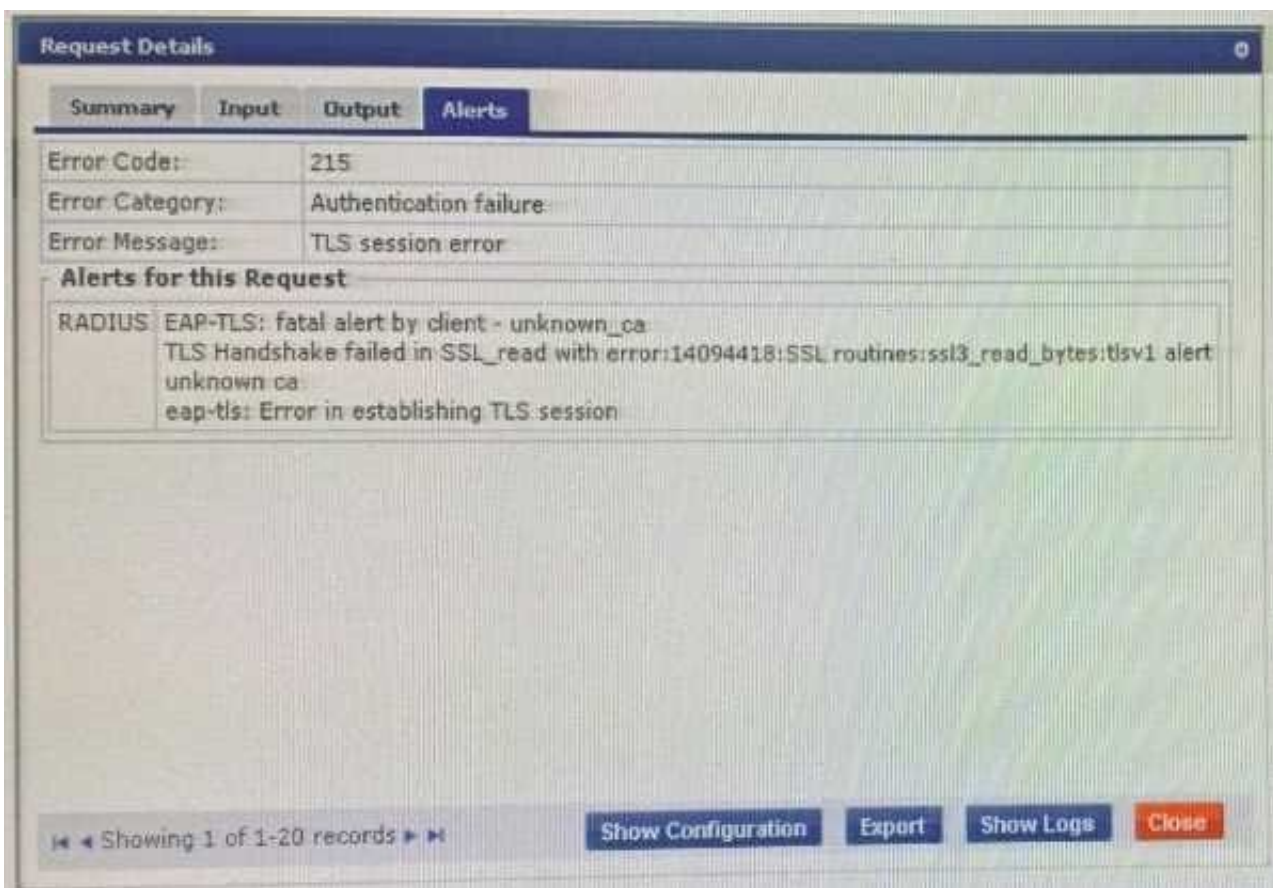 Request Details
Summary Input Output Alerts
Error Code: 215
Error Category: Authentication failure
Error Message: TLS session error
Alerts for this Request
RADIUS EAP-TLS: fatal alert by client - unknown_ca
TLS Handshake failed in SSL_read with error:14094418:SSL routines:ssl3_read_bytes:tlsv1 alert
unknown ca
eap-tls: Error in establishing TLS session
Showing 1 of 1-20 records Show Configuration Export Show Logs Close